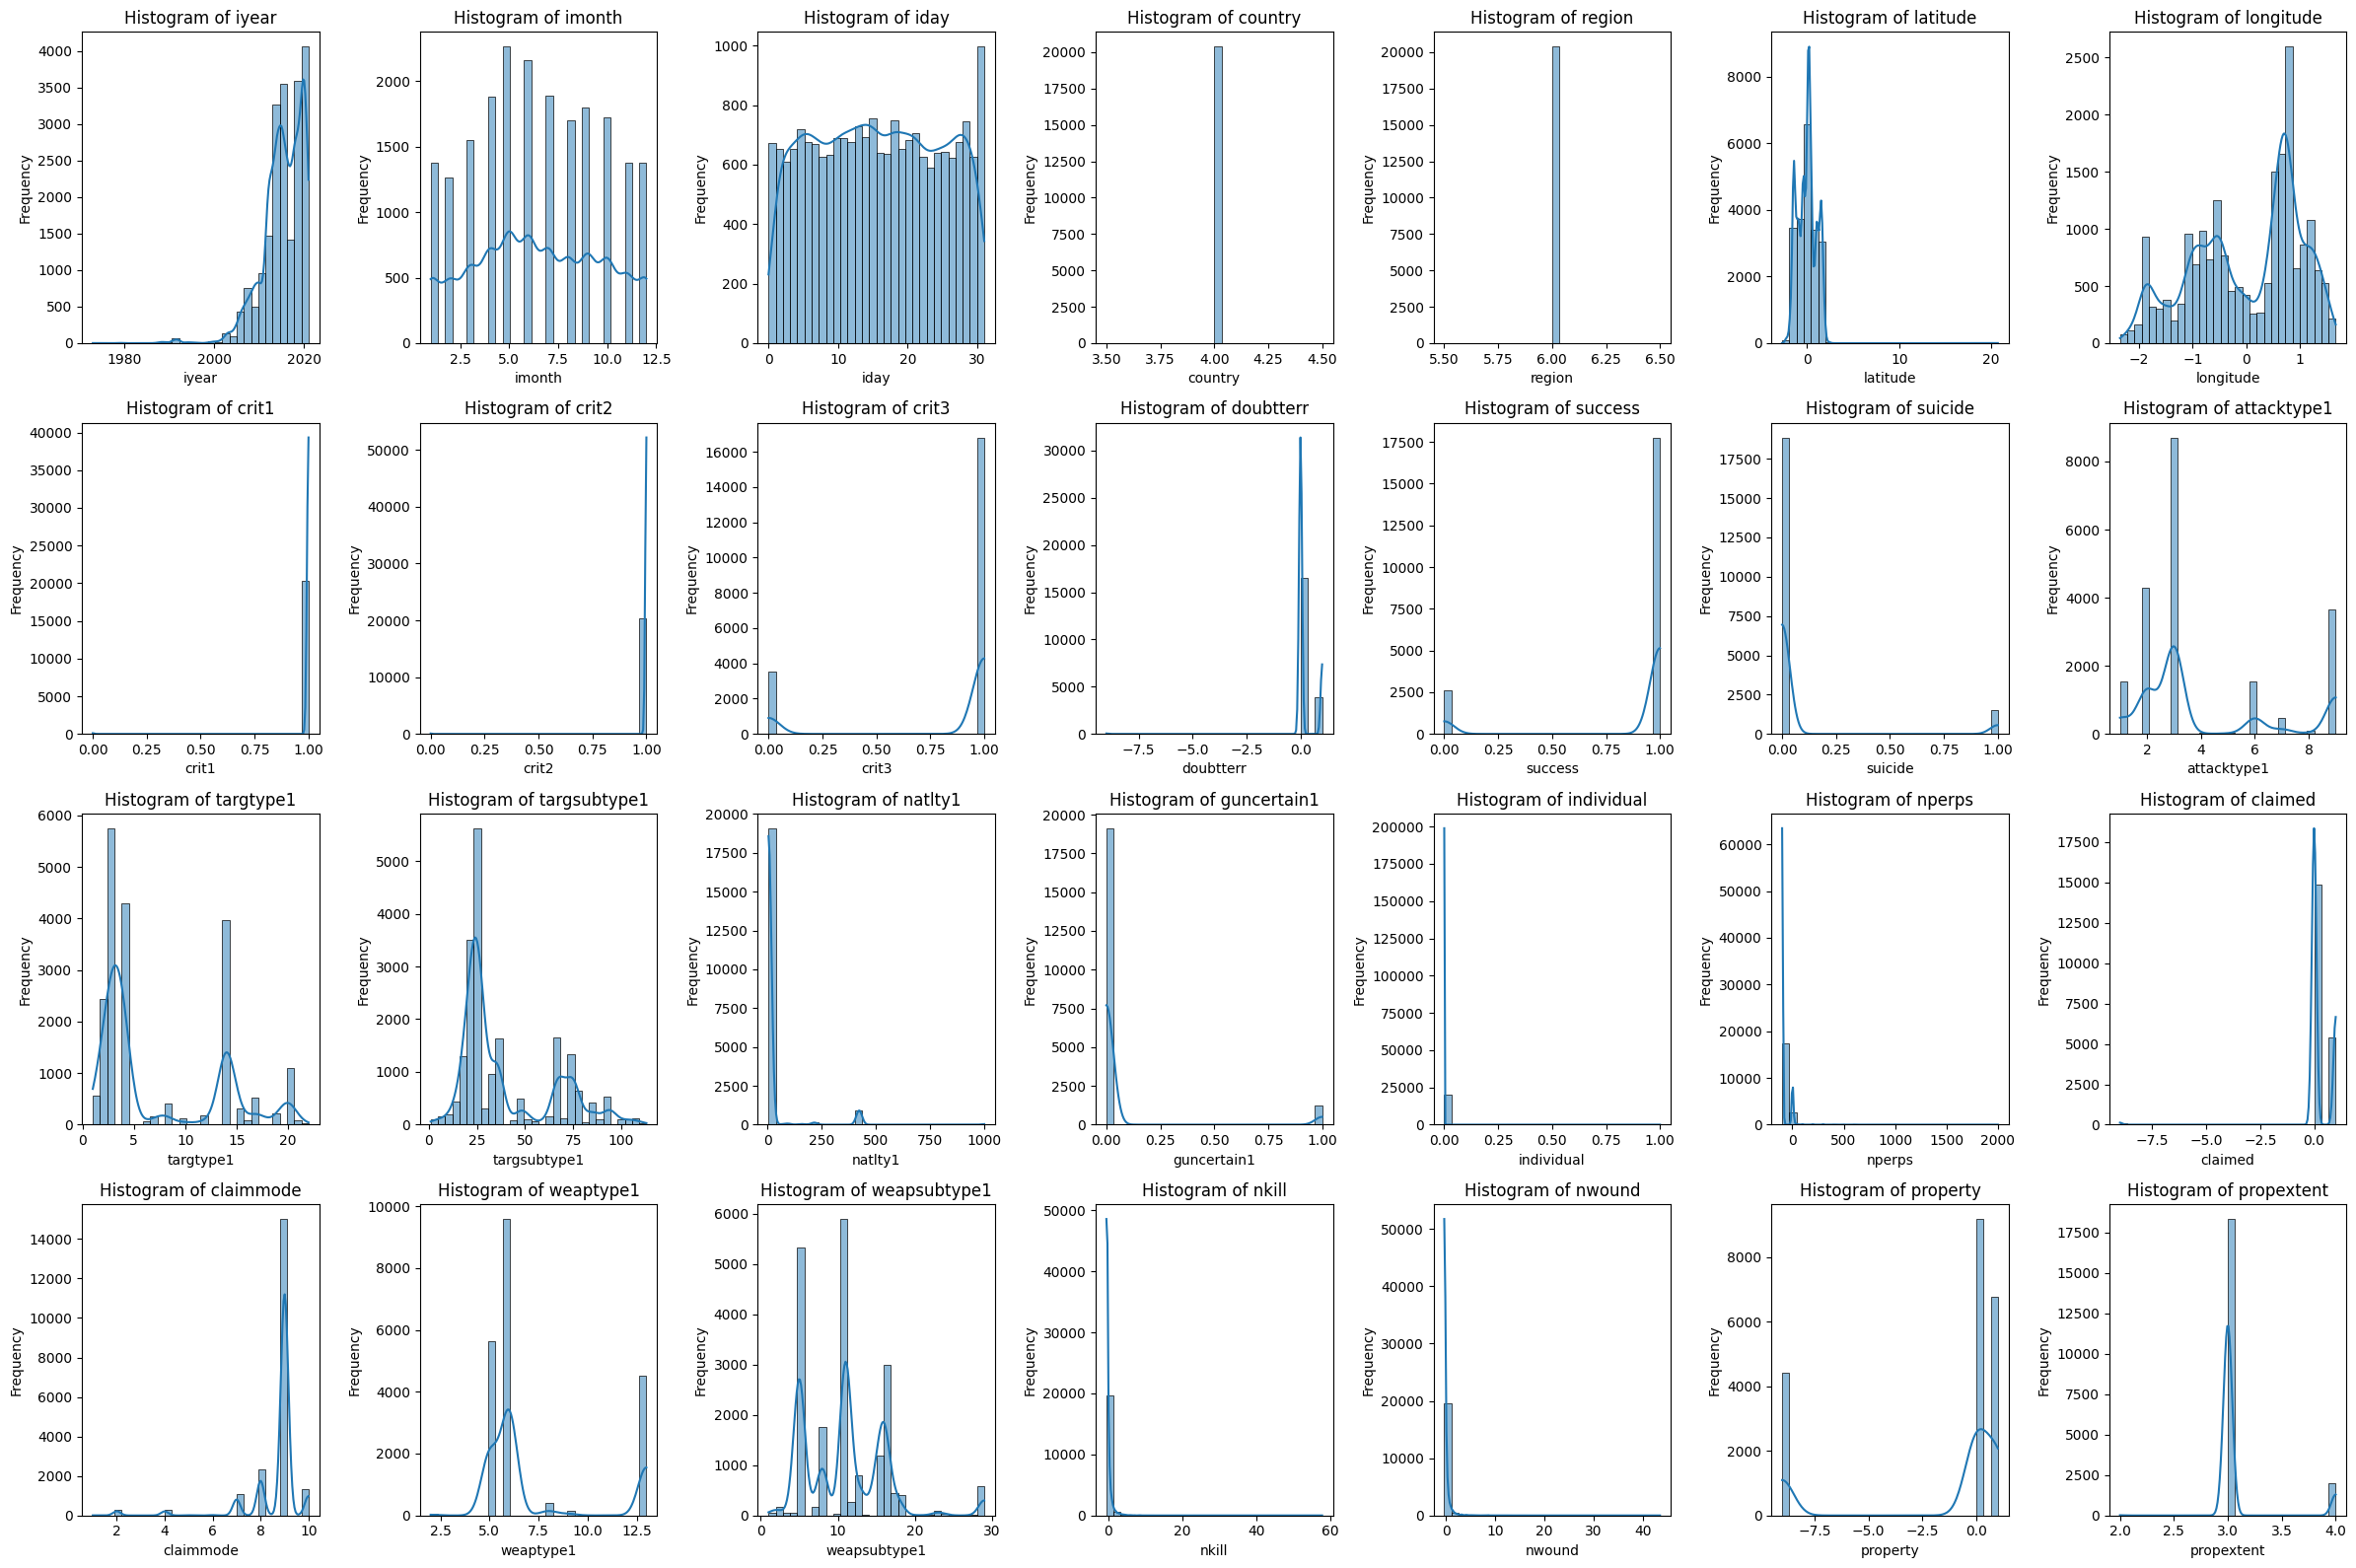 Histogram of iyear Histogram of imonth Histogram of iday Histogram of country Histogram of region Histogram of latitude Histogram of longitude
Frequency Frequency Frequency Frequency Frequency Frequency Frequency
4000 3500 3000 2500 2000 1500 1000 500 0
2000 1500 1000 500 0
1000 800 600 400 200 0
20000 17500 15000 12500 10000 7500 5000 2500 0
20000 17500 15000 12500 10000 7500 5000 2500 0
8000 6000 4000 2000 0
2500 2000 1500 1000 500 0
1980 2000 2020 2.5 5.0 7.5 10.0 12.5 0 10 20 30 3.50 3.75 4.00 4.25 4.50 5.50 5.75 6.00 6.25 6.50 0 10 20 −2 −1 0 1
iyear imonth iday country region latitude longitude
Histogram of crit1 Histogram of crit2 Histogram of crit3 Histogram of doubtterr Histogram of success Histogram of suicide Histogram of attacktype1
Frequency Frequency Frequency Frequency Frequency Frequency Frequency
40000 35000 30000 25000 20000 15000 10000 5000 0
50000 40000 30000 20000 10000 0
16000 14000 12000 10000 8000 6000 4000 2000 0
30000 25000 20000 15000 10000 5000 0
17500 15000 12500 10000 7500 5000 2500 0
17500 15000 12500 10000 7500 5000 2500 0
8000 6000 4000 2000 0
0.00 0.25 0.50 0.75 1.00 0.00 0.25 0.50 0.75 1.00 0.00 0.25 0.50 0.75 1.00 −7.5 −5.0 −2.5 0.0 0.00 0.25 0.50 0.75 1.00 0.00 0.25 0.50 0.75 1.00 2 4 6 8
crit1 crit2 crit3 doubtterr success suicide attacktype1
Histogram of targtype1 Histogram of targsubtype1 Histogram of natlty1 Histogram of guncertain1 Histogram of individual Histogram of nperps Histogram of claimed
Frequency Frequency Frequency Frequency Frequency Frequency Frequency
6000 5000 4000 3000 2000 1000 0
5000 4000 3000 2000 1000 0
20000 17500 15000 12500 10000 7500 5000 2500 0
20000 17500 15000 12500 10000 7500 5000 2500 0
200000 175000 150000 125000 100000 75000 50000 25000 0
60000 50000 40000 30000 20000 10000 0
17500 15000 12500 10000 7500 5000 2500 0
0 5 10 15 20 0 25 50 75 100 0 250 500 750 1000 0.00 0.25 0.50 0.75 1.00 0.00 0.25 0.50 0.75 1.00 0 500 1000 1500 2000 −7.5 −5.0 −2.5 0.0
targtype1 targsubtype1 natlty1 guncertain1 individual nperps claimed
Histogram of claimmode Histogram of weaptype1 Histogram of weapsubtype1 Histogram of nkill Histogram of nwound Histogram of property Histogram of propextent
Frequency Frequency Frequency Frequency Frequency Frequency Frequency
14000 12000 10000 8000 6000 4000 2000 0
10000 8000 6000 4000 2000 0
6000 5000 4000 3000 2000 1000 0
50000 40000 30000 20000 10000 0
50000 40000 30000 20000 10000 0
8000 6000 4000 2000 0
17500 15000 12500 10000 7500 5000 2500 0
2 4 6 8 10 2.5 5.0 7.5 10.0 12.5 0 10 20 30 0 20 40 60 0 10 20 30 40 −7.5 −5.0 −2.5 0.0 2.0 2.5 3.0 3.5 4.0
claimmode weaptype1 weapsubtype1 nkill nwound property propextent